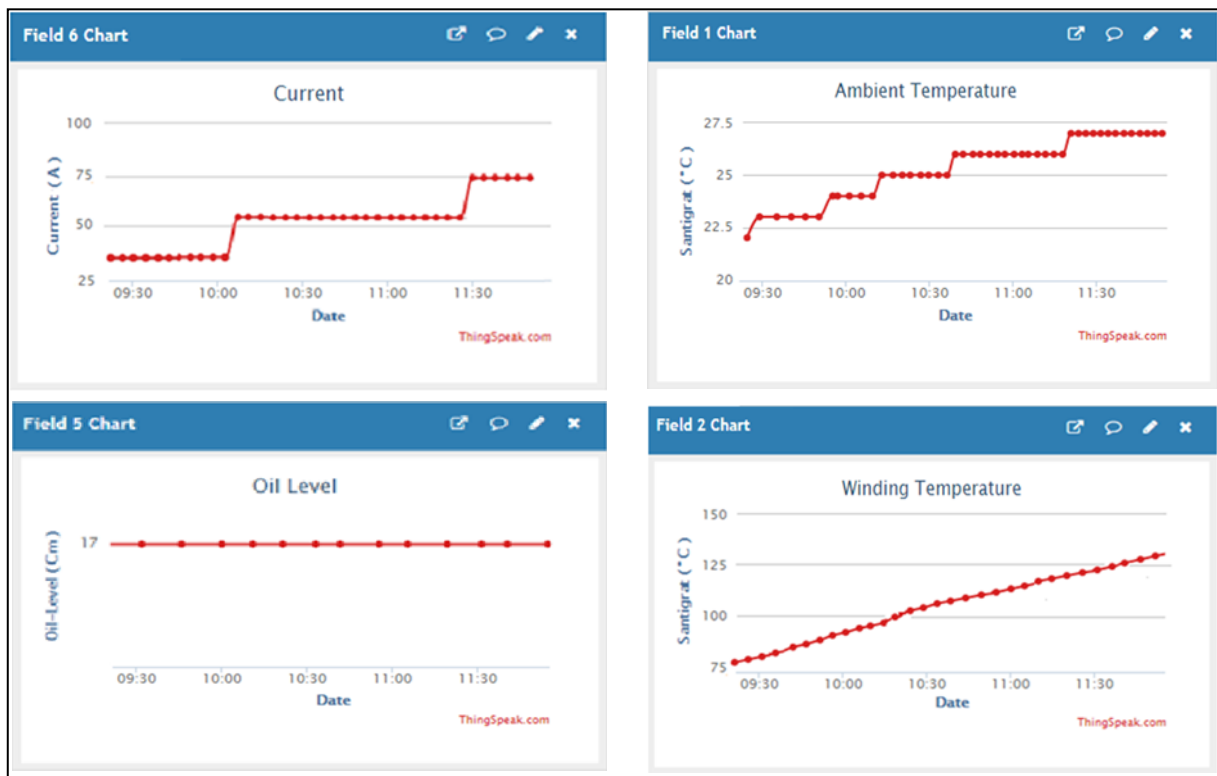 Field 6 Chart
Current
100
75
50
25
Current (A)
09:30 10:00 10:30 11:00 11:30
Date
ThingSpeak.com
Field 1 Chart
Ambient Temperature
27.5
25
22.5
20
Santigrat (°C)
09:30 10:00 10:30 11:00 11:30
Date
ThingSpeak.com
Field 5 Chart
Oil Level
17
Oil-Level (Cm)
09:30 10:00 10:30 11:00 11:30
Date
ThingSpeak.com
Field 2 Chart
Winding Temperature
150
125
100
75
Santigrat (°C)
09:30 10:00 10:30 11:00 11:30
Date
ThingSpeak.com